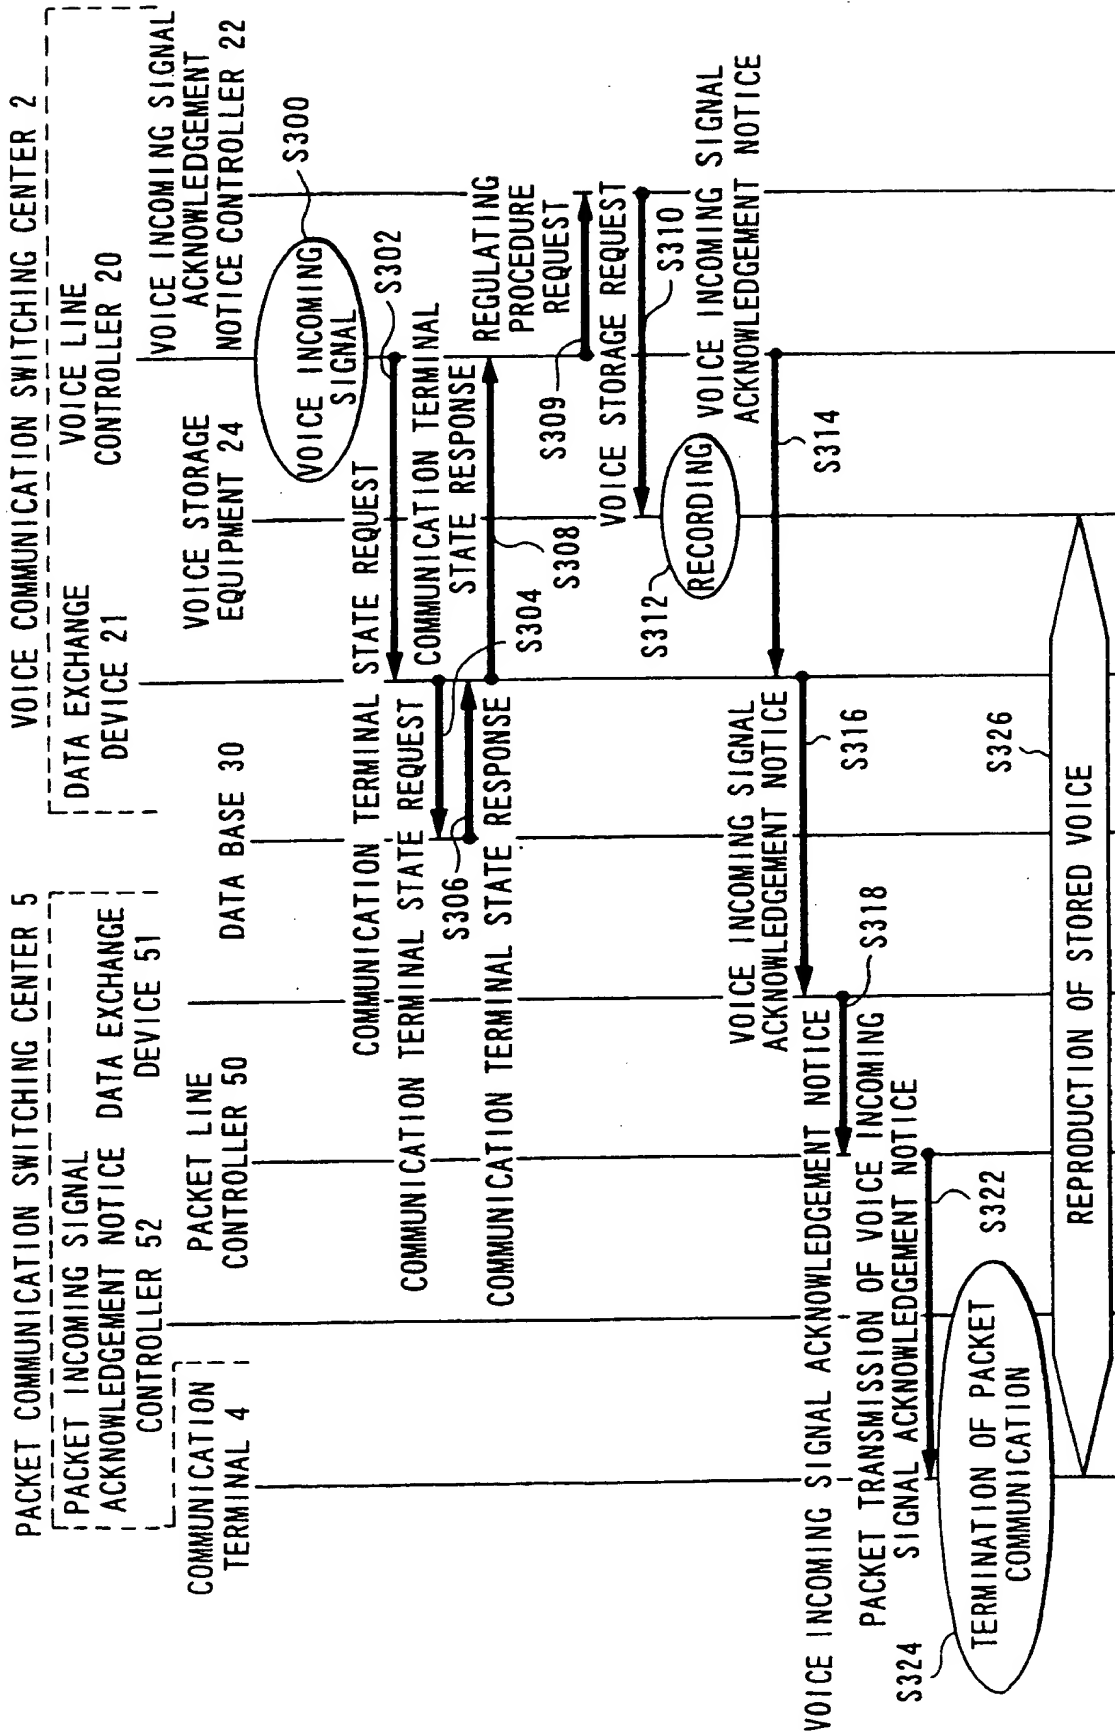 PACKET COMMUNICATION SWITCHING CENTER 5
VOICE COMMUNICATION SWITCHING CENTER 2
PACKET INCOMING SIGNAL
ACKNOWLEDGEMENT NOTICE
CONTROLLER 52
DATA EXCHANGE
DEVICE 51
DATA EXCHANGE
DEVICE 21
VOICE LINE
CONTROLLER 20
VOICE INCOMING SIGNAL
ACKNOWLEDGEMENT
NOTICE CONTROLLER 22
COMMUNICATION
TERMINAL 4
PACKET LINE
CONTROLLER 50
DATA BASE 30
VOICE STORAGE
EQUIPMENT 24
VOICE INCOMING
SIGNAL
S300
COMMUNICATION TERMINAL STATE REQUEST
S302
COMMUNICATION TERMINAL STATE REQUEST
S304
COMMUNICATION TERMINAL STATE RESPONSE
S306
COMMUNICATION TERMINAL
STATE RESPONSE
S308
REGULATING
PROCEDURE
REQUEST
S309
VOICE STORAGE REQUEST
S310
S312
RECORDING
VOICE INCOMING SIGNAL
ACKNOWLEDGEMENT NOTICE
S314
VOICE INCOMING SIGNAL
ACKNOWLEDGEMENT NOTICE
S316
VOICE INCOMING SIGNAL ACKNOWLEDGEMENT NOTICE
S318
PACKET TRANSMISSION OF VOICE INCOMING
SIGNAL ACKNOWLEDGEMENT NOTICE
S322
S324
TERMINATION OF PACKET
COMMUNICATION
S326
REPRODUCTION OF STORED VOICE